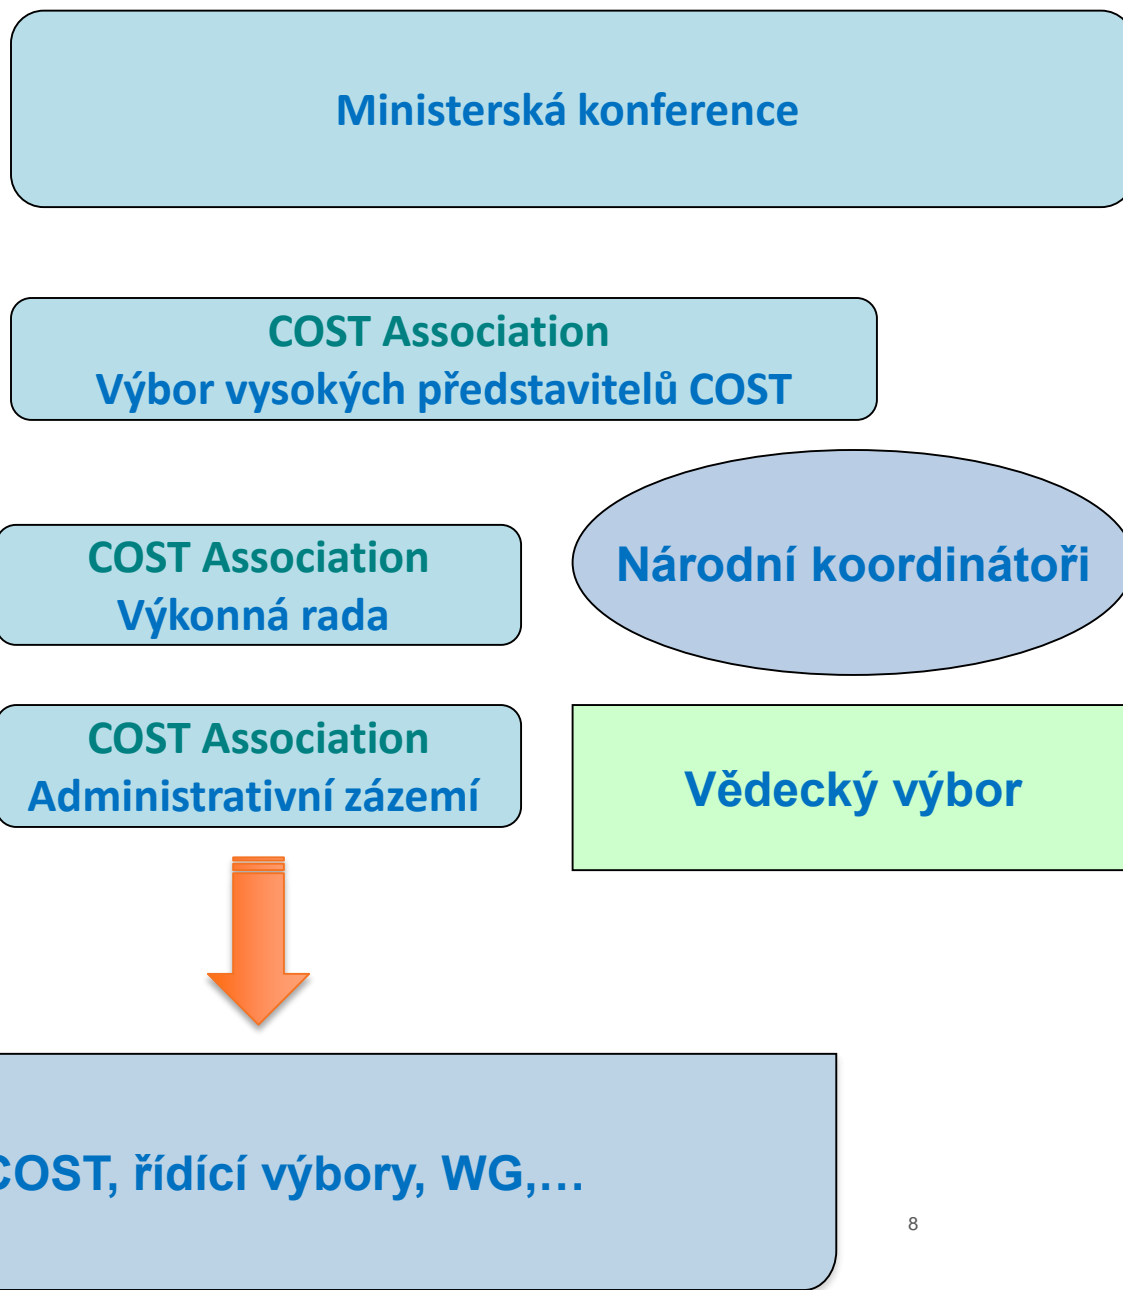 Ministerská konference
COST Association
Výbor vysokých představitelů COST
COST Association
Výkonná rada
Národní koordinátoři
COST Association
Administrativní zázemí
Vědecký výbor
COST, řídící výbory, WG,…
8